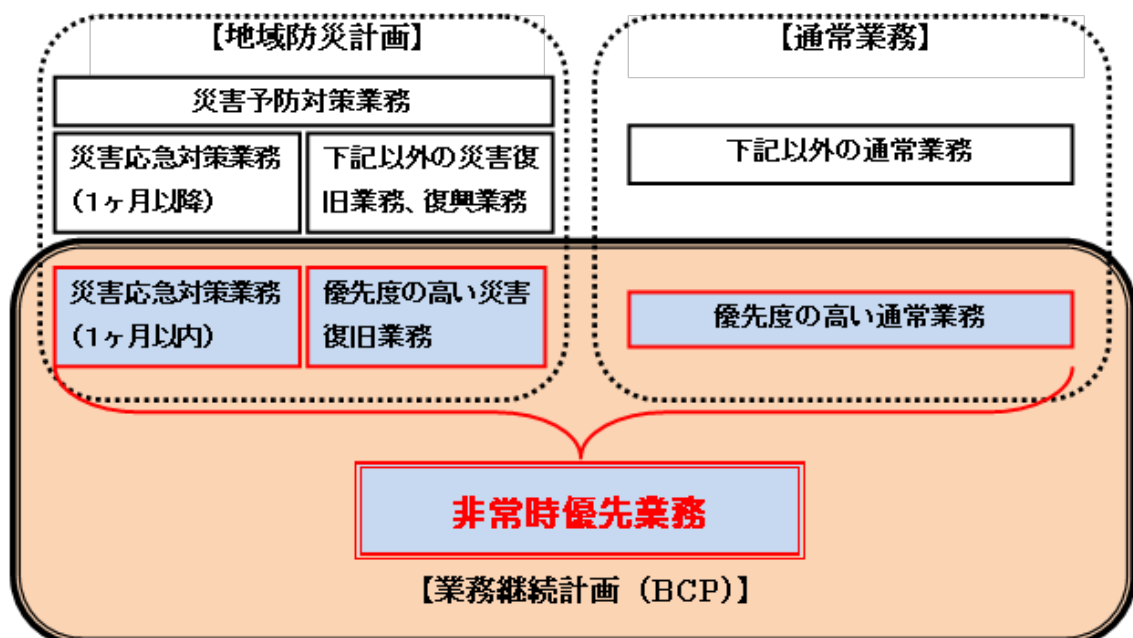 【地域防災計画】
災害予防対策業務
災害応急対策業務
（1ヶ月以降）
下記以外の災害復
旧業務、復興業務
災害応急対策業務
（1ヶ月以内）
優先度の高い災害
復旧業務
【通常業務】
下記以外の通常業務
優先度の高い通常業務
非常時優先業務
【業務継続計画（BCP）】